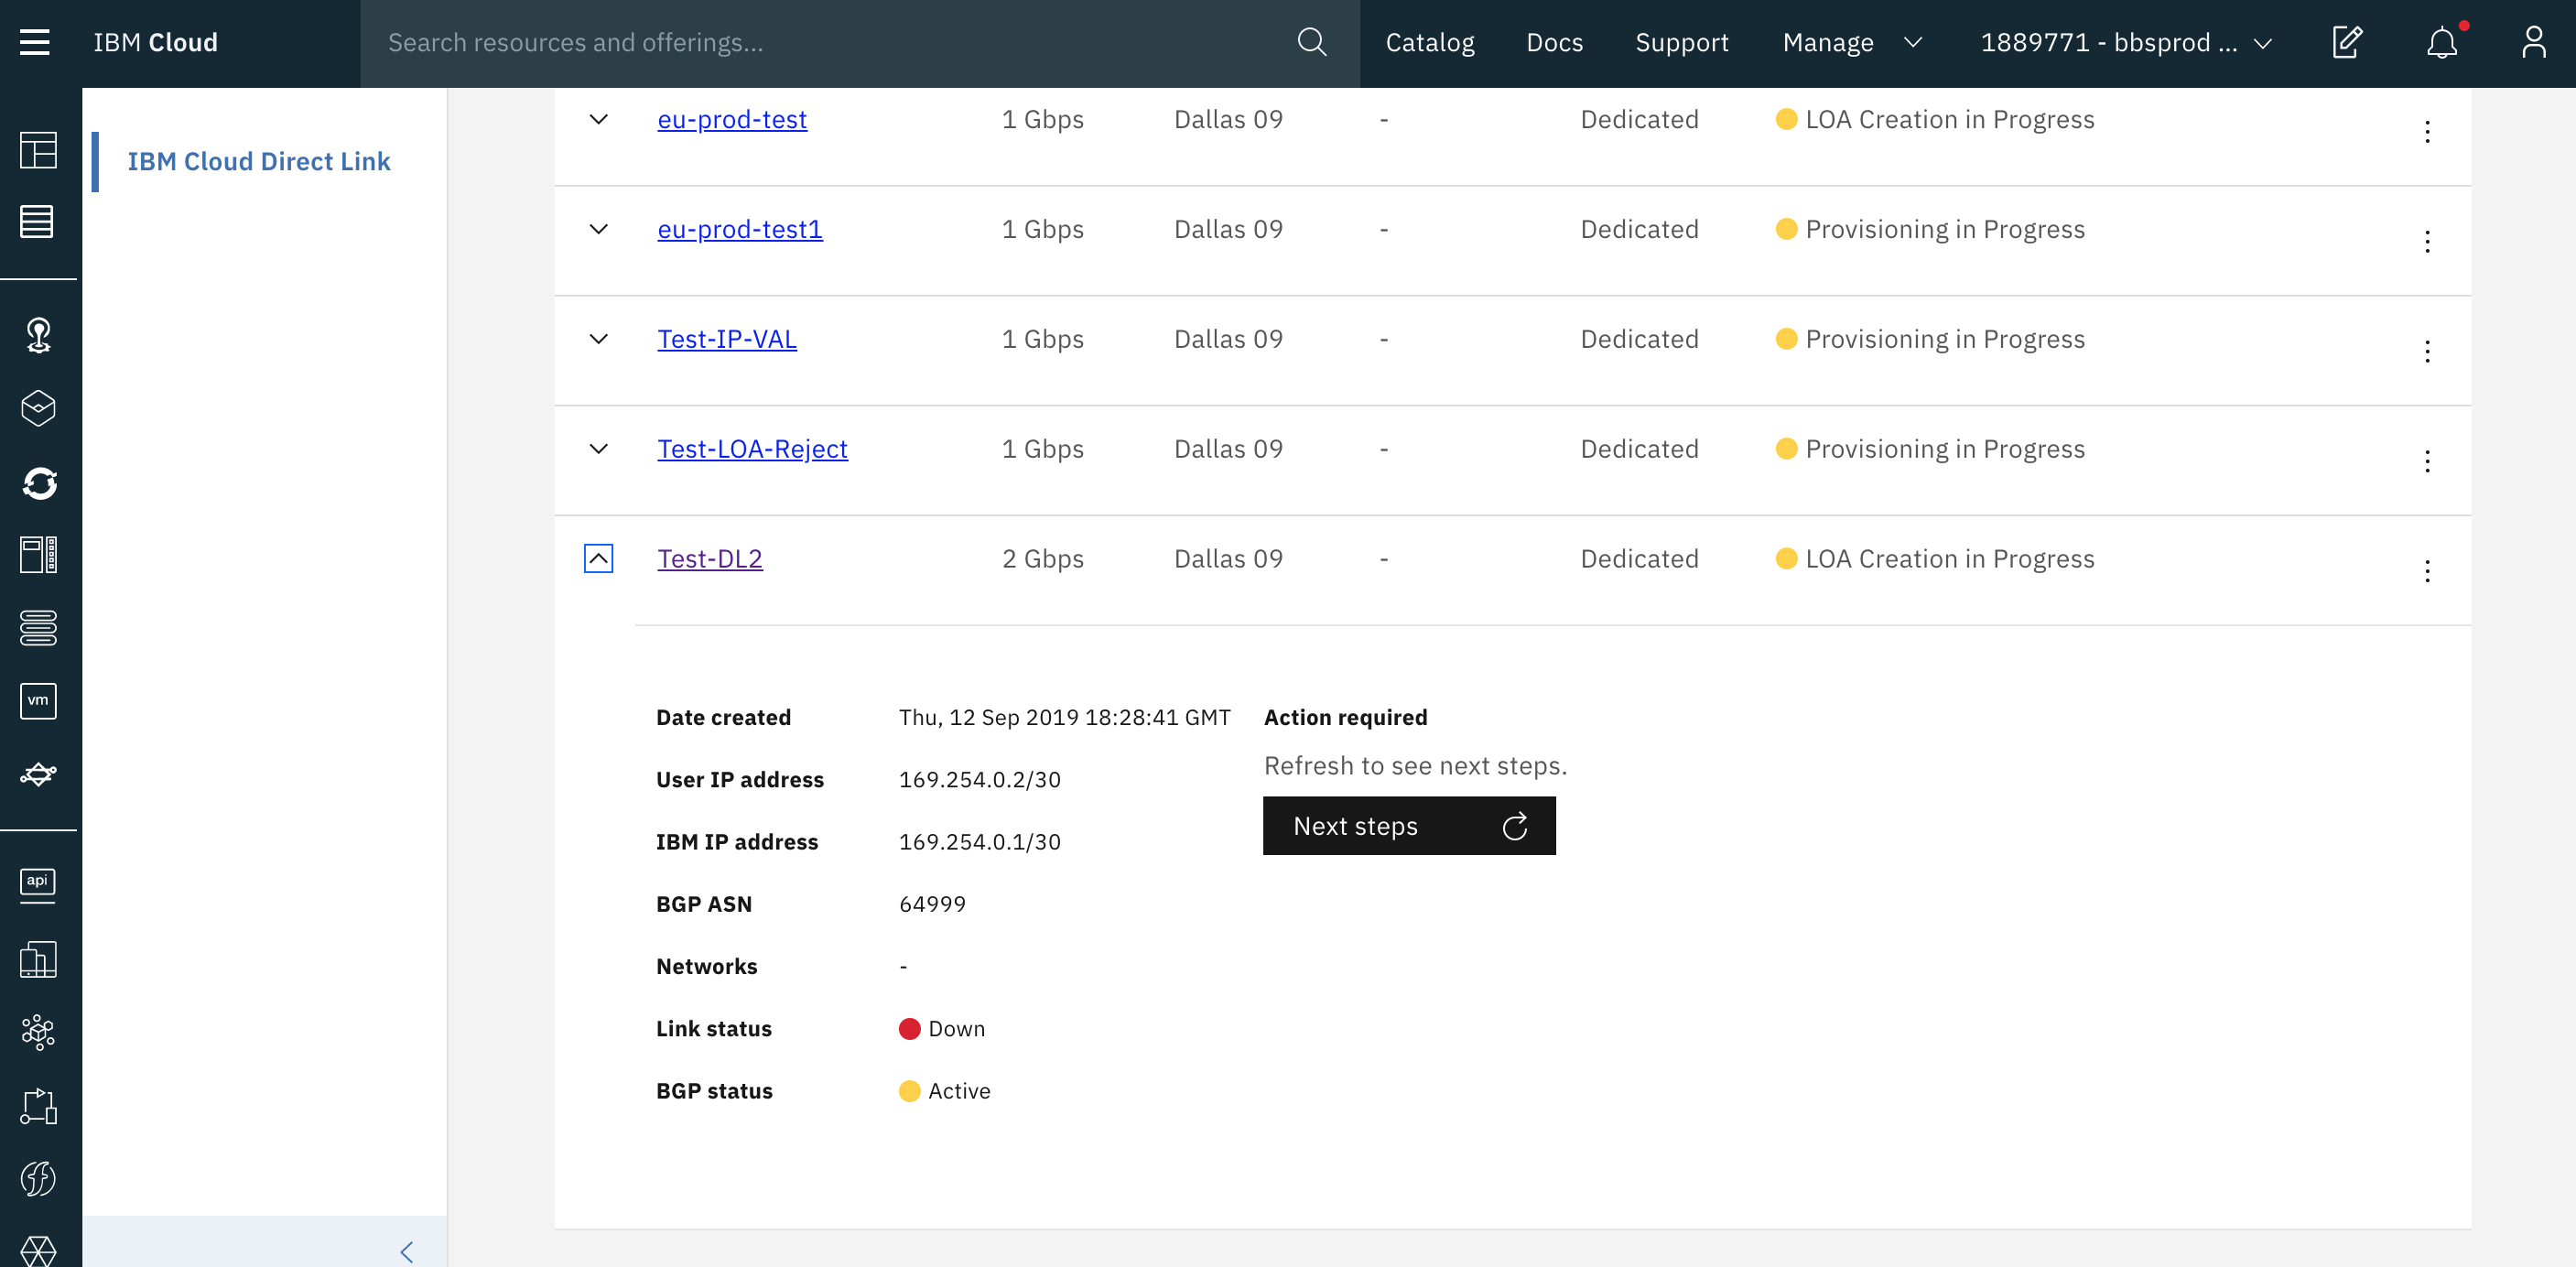 IBM Cloud
Search resources and offerings...
Catalog
Docs
Support
Manage
1889771 - bbsprod ...
IBM Cloud Direct Link
eu-prod-test 1 Gbps Dallas 09 - Dedicated LOA Creation in Progress
eu-prod-test1 1 Gbps Dallas 09 - Dedicated Provisioning in Progress
Test-IP-VAL 1 Gbps Dallas 09 - Dedicated Provisioning in Progress
Test-LOA-Reject 1 Gbps Dallas 09 - Dedicated Provisioning in Progress
Test-DL2 2 Gbps Dallas 09 - Dedicated LOA Creation in Progress
vm
api
Date created Thu, 12 Sep 2019 18:28:41 GMT
User IP address 169.254.0.2/30
IBM IP address 169.254.0.1/30
BGP ASN 64999
Networks -
Link status Down
BGP status Active
Action required
Refresh to see next steps.
Next steps